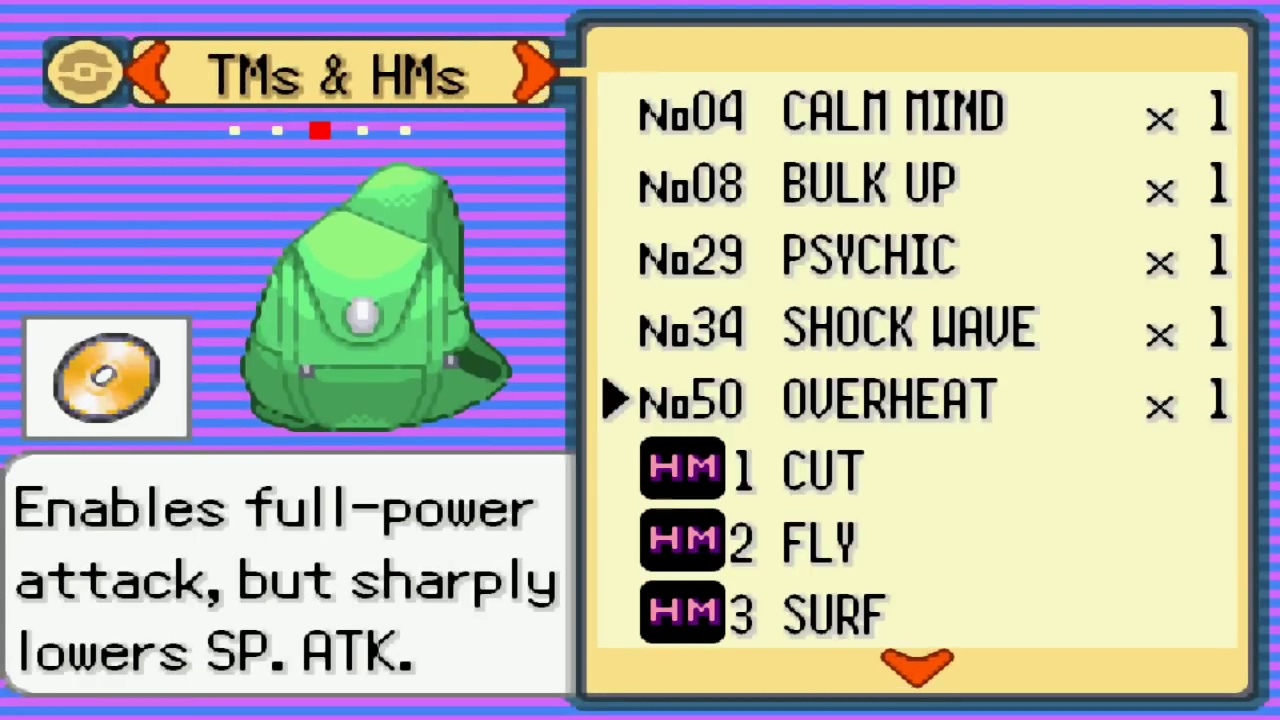 TMs & HMs
No04 CALM MIND × 1
No08 BULK UP × 1
No29 PSYCHIC × 1
No34 SHOCK WAVE × 1
No50 OVERHEAT × 1
HM1 CUT
HM2 FLY
HM3 SURF
Enables full-power
attack, but sharply
lowers SP. ATK.